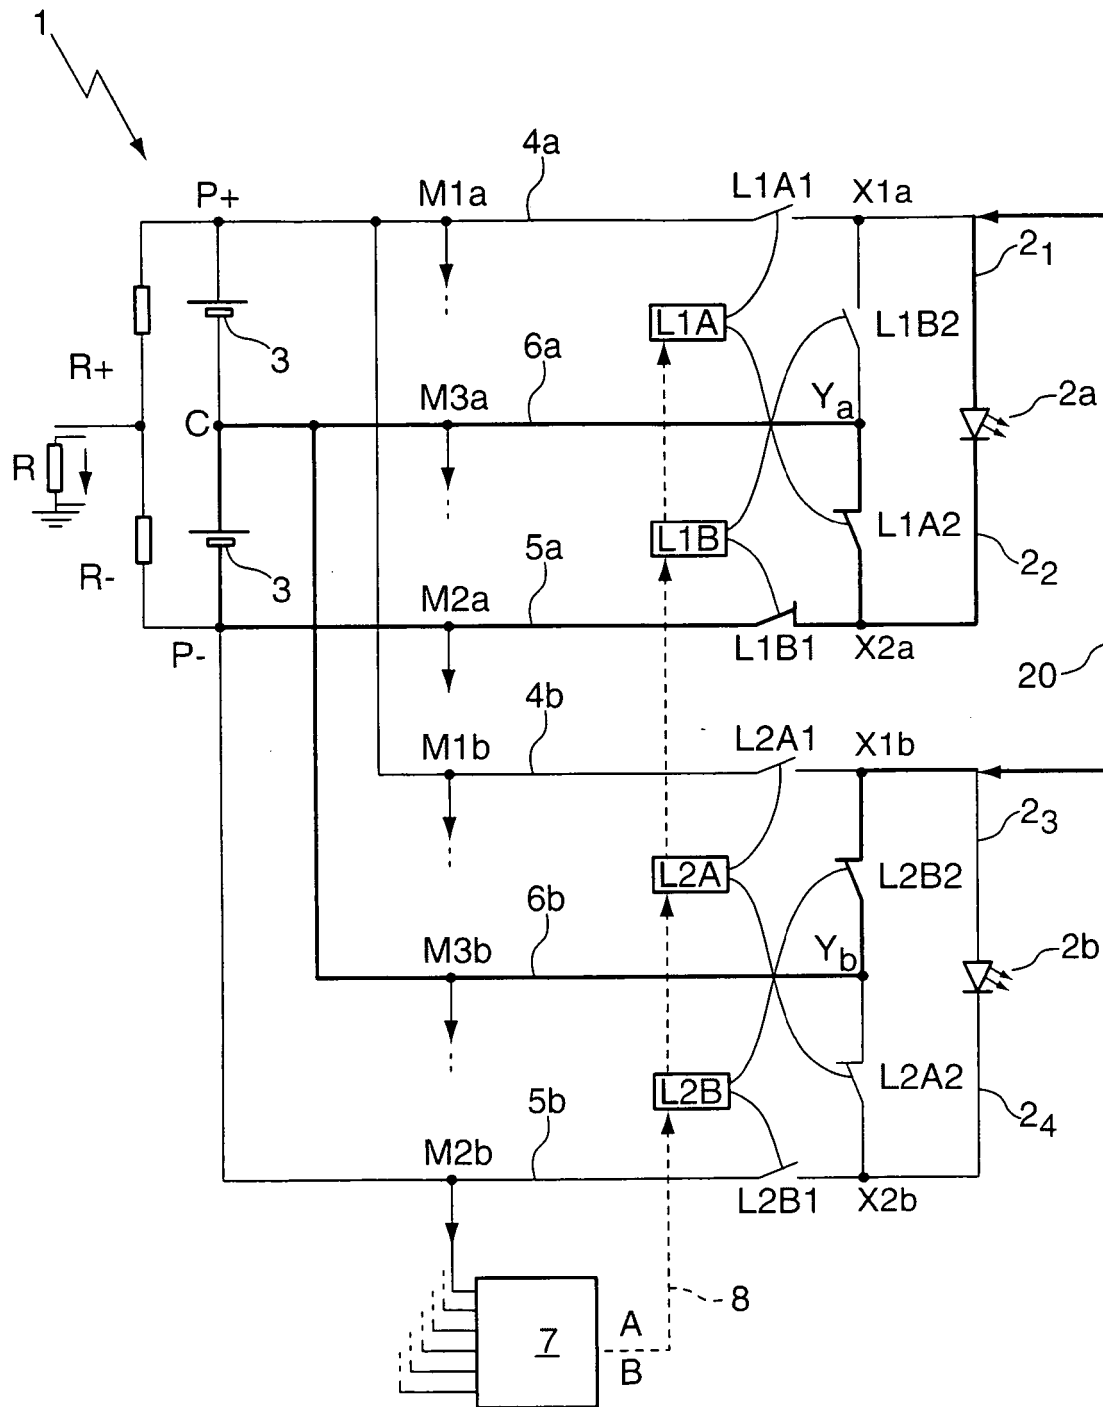 1
4a
P+
M1a
L1A1
X1a
2₁
L1A
L1B2
R+
3
6a
2a
C
M3a
Yₐ
R
L1B
L1A2
R-
3
5a
2₂
M2a
P-
L1B1
X2a
20
4b
L2A1
X1b
M1b
2₃
L2A
L2B2
6b
M3b
Y_b
2b
L2B
L2A2
5b
2₄
M2b
L2B1
X2b
8
7
A
B